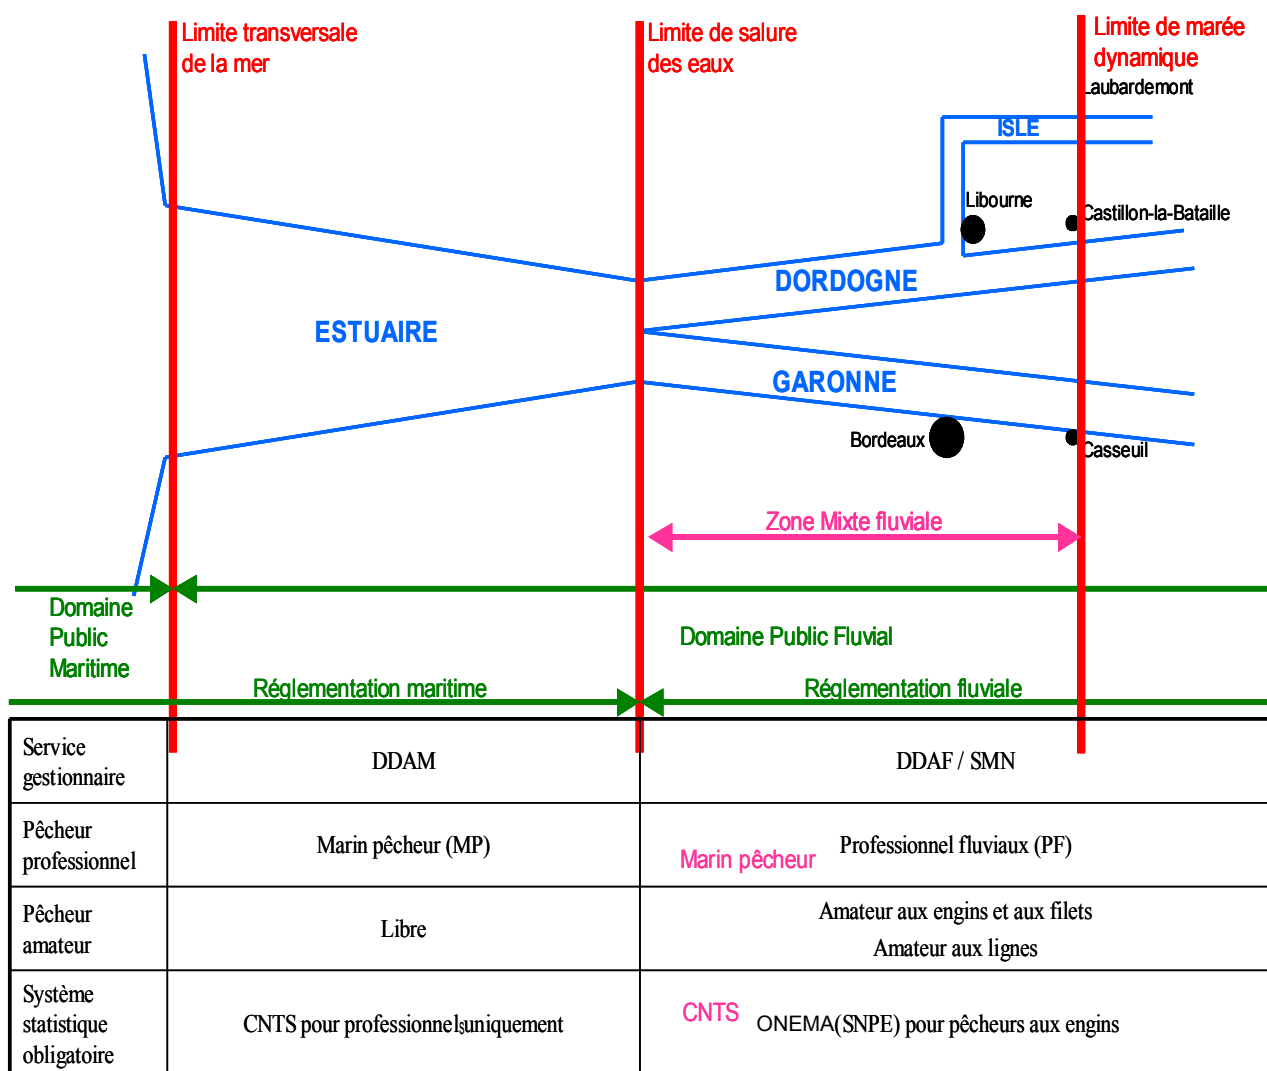 Limite transversale
de la mer
Limite de salure
des eaux
Limite de marée
dynamique
Laubardemont
ISLE
Libourne
Castillon-la-Bataille
DORDOGNE
ESTUAIRE
GARONNE
Bordeaux
Casseuil
Zone Mixte fluviale
Domaine
Public
Maritime
Domaine Public Fluvial
Réglementation maritime
Réglementation fluviale
Service
gestionnaire
DDAM
DDAF / SMN
Pêcheur
professionnel
Marin pêcheur (MP)
Marin pêcheur
Professionnel fluviaux (PF)
Pêcheur
amateur
Libre
Amateur aux engins et aux filets
Amateur aux lignes
Système
statistique
obligatoire
CNTS pour professionnels uniquement
CNTS
ONEMA(SNPE) pour pêcheurs aux engins